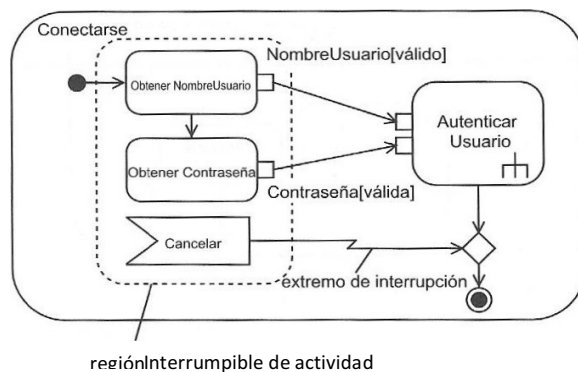 Conectarse
NombreUsuario[válido]
Obtener NombreUsuario
Autenticar
Usuario
Obtener Contraseña
Contraseña[válida]
Cancelar
extremo de interrupción
regiónInterrumpible de actividad